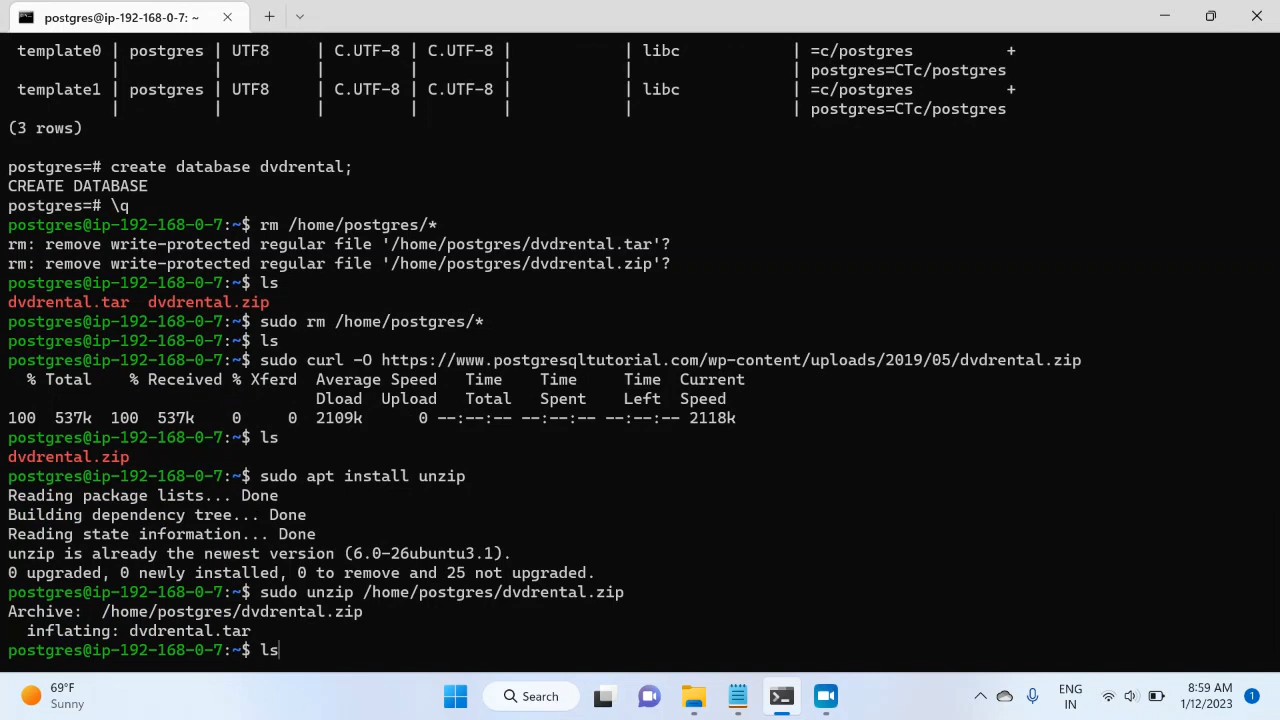 postgres@ip-192-168-0-7: ~
template0 | postgres | UTF8 | C.UTF-8 | C.UTF-8 | | libc | =c/postgres +
| | | | | | postgres=CTc/postgres
template1 | postgres | UTF8 | C.UTF-8 | C.UTF-8 | | libc | =c/postgres +
| | | | | | postgres=CTc/postgres
(3 rows)
postgres=# create database dvdrental;
CREATE DATABASE
postgres=# \q
postgres@ip-192-168-0-7:~$ rm /home/postgres/*
rm: remove write-protected regular file '/home/postgres/dvdrental.tar'?
rm: remove write-protected regular file '/home/postgres/dvdrental.zip'?
postgres@ip-192-168-0-7:~$ ls
dvdrental.tar dvdrental.zip
postgres@ip-192-168-0-7:~$ sudo rm /home/postgres/*
postgres@ip-192-168-0-7:~$ ls
postgres@ip-192-168-0-7:~$ sudo curl -O https://www.postgresqltutorial.com/wp-content/uploads/2019/05/dvdrental.zip
% Total % Received % Xferd Average Speed Time Time Time Current
Dload Upload Total Spent Left Speed
100 537k 100 537k 0 0 2109k 0 --:--:-- --:--:-- --:--:-- 2118k
postgres@ip-192-168-0-7:~$ ls
dvdrental.zip
postgres@ip-192-168-0-7:~$ sudo apt install unzip
Reading package lists... Done
Building dependency tree... Done
Reading state information... Done
unzip is already the newest version (6.0-26ubuntu3.1).
0 upgraded, 0 newly installed, 0 to remove and 25 not upgraded.
postgres@ip-192-168-0-7:~$ sudo unzip /home/postgres/dvdrental.zip
Archive: /home/postgres/dvdrental.zip
inflating: dvdrental.tar
postgres@ip-192-168-0-7:~$ ls
69°F
Sunny
Search
ENG
IN
8:59 AM
1/12/2023
1